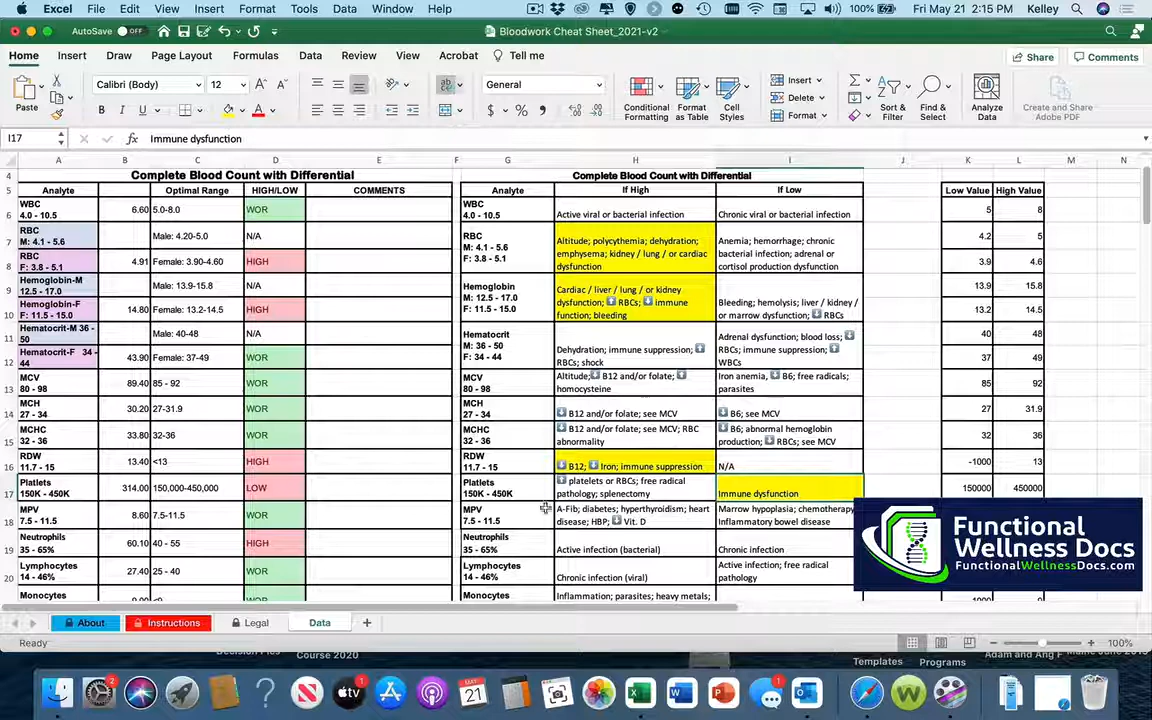 Excel File Edit View Insert Format Tools Data Window Help 100% Fri May 21 2:15 PM Kelley
AutoSave OFF Bloodwork Cheat Sheet_2021-v2
Home Insert Draw Page Layout Formulas Data Review View Acrobat Tell me Share Comments
Paste Calibri (Body) 12 General Conditional Formatting Format as Table Cell Styles Insert Delete Format Sort & Filter Find & Select Analyze Data Create and Share Adobe PDF
I17 fx Immune dysfunction
A B C D E F G H I J K L M N
4 Complete Blood Count with Differential Complete Blood Count with Differential
5 Analyte Optimal Range HIGH/LOW COMMENTS Analyte If High If Low Low Value High Value
6 WBC 4.0 - 10.5 6.60 5.0-8.0 WOR WBC 4.0 - 10.5 Active viral or bacterial infection Chronic viral or bacterial infection 5 8
7 RBC M: 4.1 - 5.6 Male: 4.20-5.0 N/A RBC M: 4.1 - 5.6 F: 3.8 - 5.1 Altitude; polycythemia; dehydration; emphysema; kidney / lung / or cardiac dysfunction Anemia; hemorrhage; chronic bacterial infection; adrenal or cortisol production dysfunction 4.2 5
8 RBC F: 3.8 - 5.1 4.91 Female: 3.90-4.60 HIGH 3.9 4.6
9 Hemoglobin-M 12.5 - 17.0 Male: 13.9-15.8 N/A Hemoglobin M: 12.5 - 17.0 F: 11.5 - 15.0 Cardiac / liver / lung / or kidney dysfunction; ⬆ RBCs; ⬇ immune function; bleeding Bleeding; hemolysis; liver / kidney / or marrow dysfunction; ⬇ RBCs 13.9 15.8
10 Hemoglobin-F 11.5 - 15.0 14.80 Female: 13.2-14.5 HIGH 13.2 14.5
11 Hematocrit-M 36 - 50 Male: 40-48 N/A Hematocrit M: 36 - 50 F: 34 - 44 Dehydration; immune suppression; ⬆ RBCs; shock Adrenal dysfunction; blood loss; ⬇ RBCs; immune suppression; ⬇ WBCs 40 48
12 Hematocrit-F 34 - 44 43.90 Female: 37-49 WOR 37 49
13 MCV 80 - 98 89.40 85 - 92 WOR MCV 80 - 98 Altitude; ⬇ B12 and/or folate; ⬆ homocysteine Iron anemia, ⬇ B6; free radicals; parasites 85 92
14 MCH 27 - 34 30.20 27-31.9 WOR MCH 27 - 34 ⬇ B12 and/or folate; see MCV ⬇ B6; see MCV 27 31.9
15 MCHC 32 - 36 33.80 32-36 WOR MCHC 32 - 36 ⬇ B12 and/or folate; see MCV; RBC abnormality ⬇ B6; abnormal hemoglobin production; ⬇ RBCs; see MCV 32 36
16 RDW 11.7 - 15 13.40 <13 HIGH RDW 11.7 - 15 ⬇ B12; ⬇ Iron; immune suppression N/A -1000 13
17 Platelets 150K - 450K 314.00 150,000-450,000 LOW Platelets 150K - 450K ⬆ platelets or RBCs; free radical pathology; splenectomy Immune dysfunction 150000 450000
18 MPV 7.5 - 11.5 8.60 7.5-11.5 WOR MPV 7.5 - 11.5 A-Fib; diabetes; hyperthyroidism; heart disease; HBP; ⬇ Vit. D Marrow hypoplasia; chemotherapy Inflammatory bowel disease
19 Neutrophils 35 - 65% 60.10 40 - 55 HIGH Neutrophils 35 - 65% Active infection (bacterial) Chronic infection
20 Lymphocytes 14 - 46% 27.40 25 - 40 WOR Lymphocytes 14 - 46% Chronic infection (viral) Active infection; free radical pathology
Monocytes Monocytes Inflammation; parasites; heavy metals;
Functional
Wellness Docs
FunctionalWellnessDocs.com
About Instructions Legal Data
Ready 100%
Course 2020
Templates Programs
MAY 21